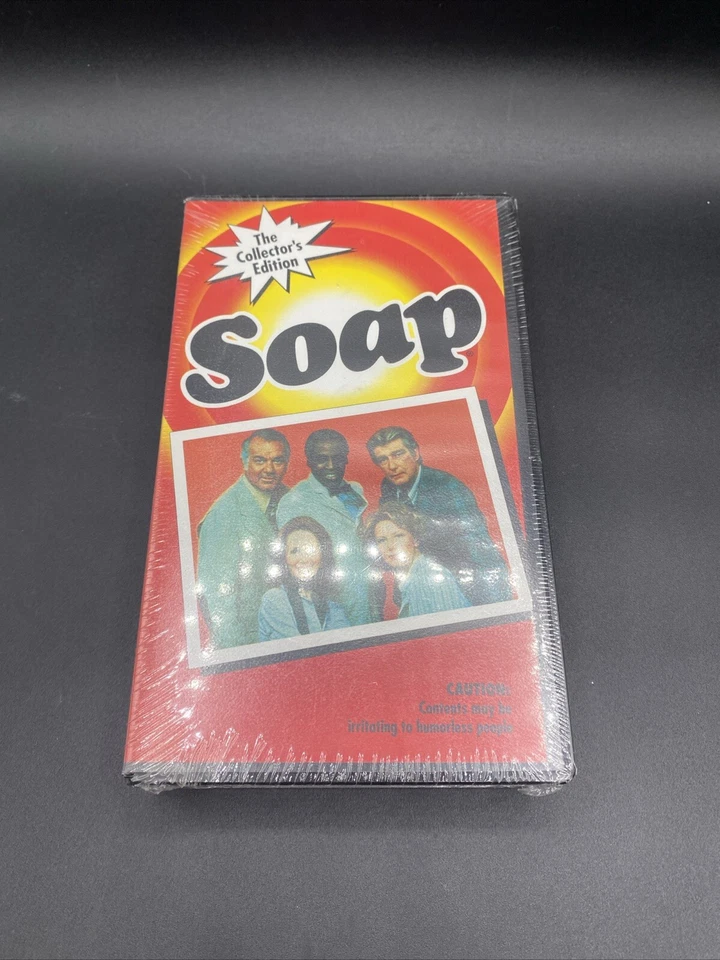 The
Collector's
Edition
Soap
CAUTION:
Contents may be
irritating to humorless people